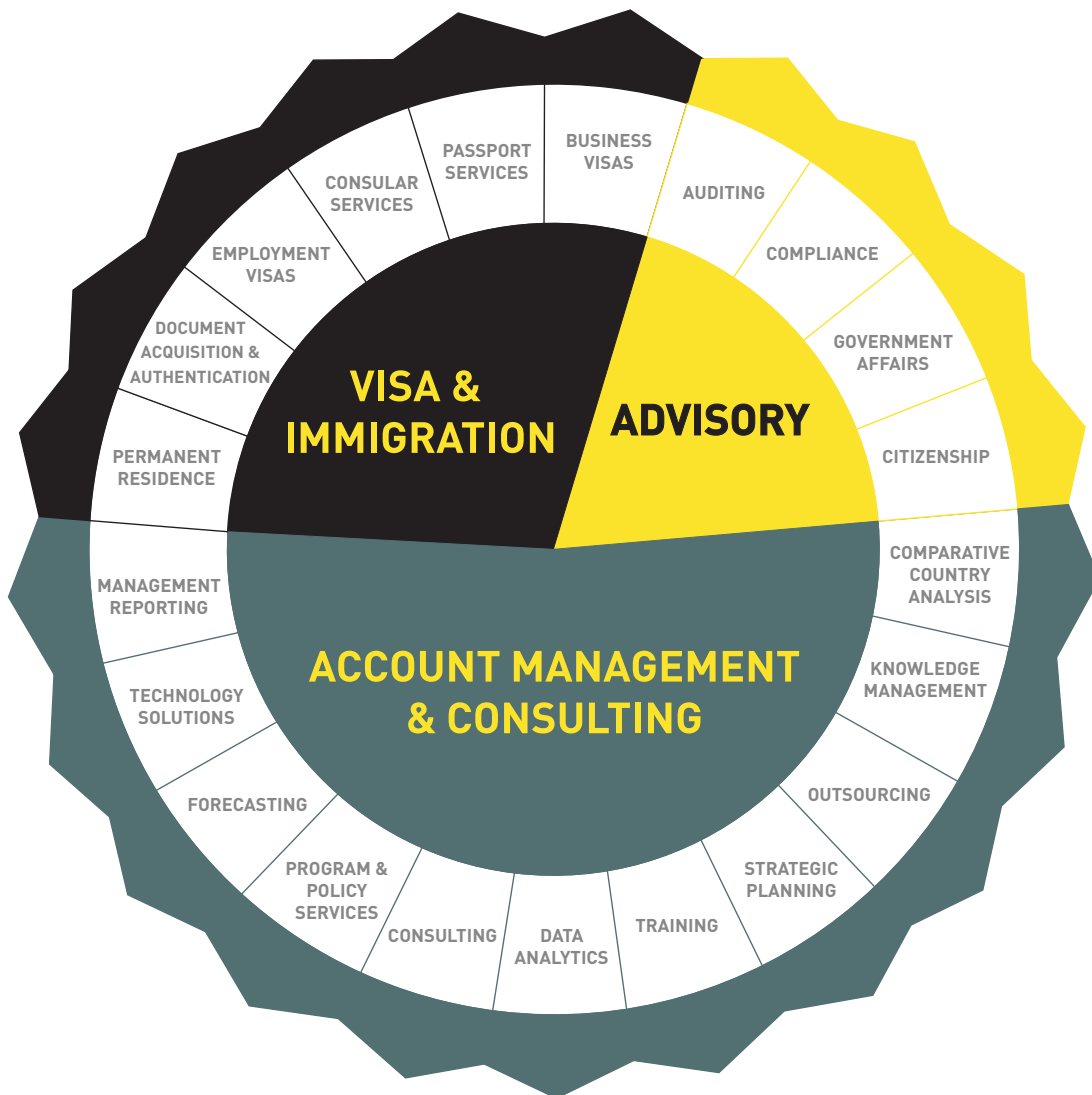 BUSINESS
VISAS
PASSPORT
SERVICES
CONSULAR
SERVICES
EMPLOYMENT
VISAS
DOCUMENT
ACQUISITION &
AUTHENTICATION
PERMANENT
RESIDENCE
VISA &
IMMIGRATION
AUDITING
COMPLIANCE
GOVERNMENT
AFFAIRS
CITIZENSHIP
ADVISORY
COMPARATIVE
COUNTRY
ANALYSIS
KNOWLEDGE
MANAGEMENT
OUTSOURCING
STRATEGIC
PLANNING
TRAINING
DATA
ANALYTICS
CONSULTING
PROGRAM &
POLICY
SERVICES
FORECASTING
TECHNOLOGY
SOLUTIONS
MANAGEMENT
REPORTING
ACCOUNT MANAGEMENT
& CONSULTING